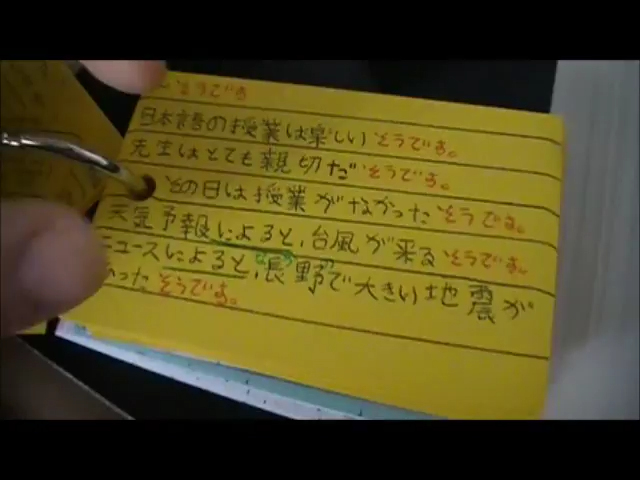 〜そうです
日本語の授業は楽しいそうです。
先生はとても親切だそうです。
その日は授業がなかったそうです。
天気予報によると、台風が来るそうです。
ニュースによると、長野で大きい地震が
ったそうです。